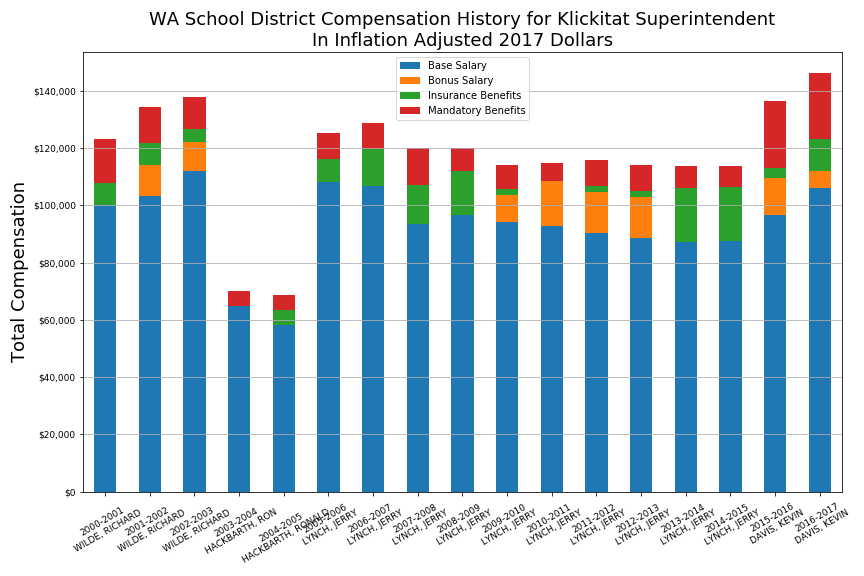 WA School District Compensation History for Klickitat Superintendent
In Inflation Adjusted 2017 Dollars
Base Salary
Bonus Salary
Insurance Benefits
Mandatory Benefits
Total Compensation
$140,000
$120,000
$100,000
$80,000
$60,000
$40,000
$20,000
$0
2000-2001
WILDE, RICHARD
2001-2002
WILDE, RICHARD
2002-2003
WILDE, RICHARD
2003-2004
HACKBARTH, RON
2004-2005
HACKBARTH, RONALD
2005-2006
LYNCH, JERRY
2006-2007
LYNCH, JERRY
2007-2008
LYNCH, JERRY
2008-2009
LYNCH, JERRY
2009-2010
LYNCH, JERRY
2010-2011
LYNCH, JERRY
2011-2012
LYNCH, JERRY
2012-2013
LYNCH, JERRY
2013-2014
LYNCH, JERRY
2014-2015
LYNCH, JERRY
2015-2016
DAVIS, KEVIN
2016-2017
DAVIS, KEVIN